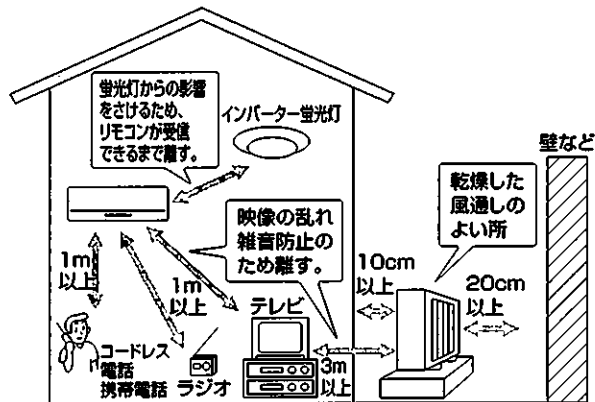 蛍光灯からの影響
をさけるため、
リモコンが受信
できるまで離す。
インバーター蛍光灯
壁など
乾燥した
風通しの
よい所
映像の乱れ
雑音防止の
ため離す。
1m
以上
1m
以上
10cm
以上
20cm
以上
テレビ
コードレス
電話
携帯電話
ラジオ
3m
以上